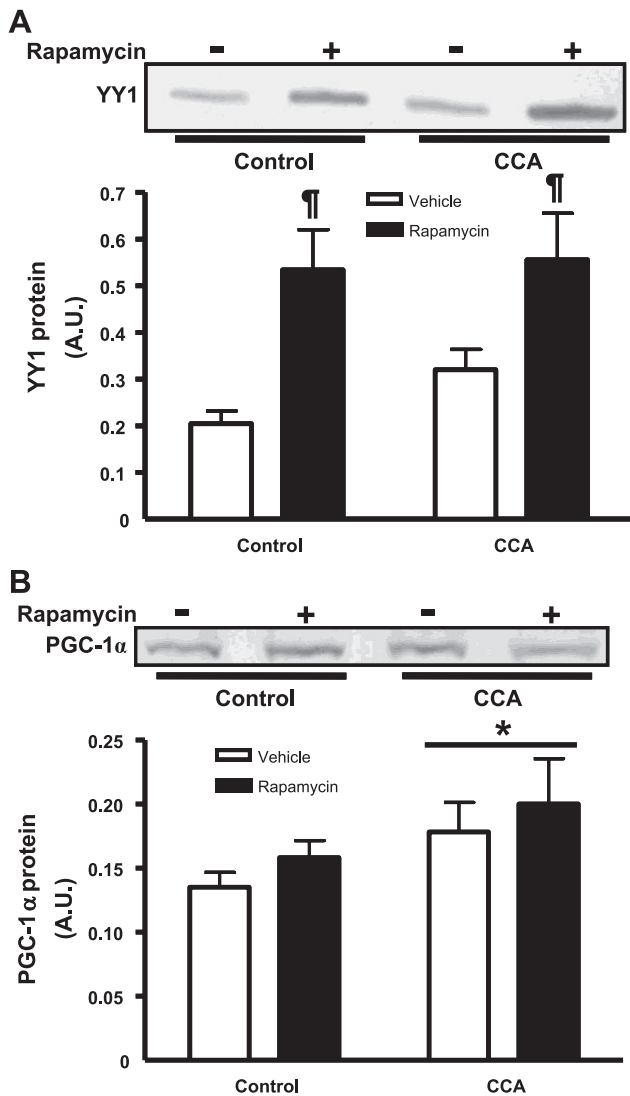 A
Rapamycin - + - +
YY1
Control CCA
¶ ¶
Vehicle
Rapamycin
0.7
0.6
0.5
0.4
0.3
0.2
0.1
0
YY1 protein
(A.U.)
Control CCA
B
Rapamycin - + - +
PGC-1α
Control CCA
*
Vehicle
Rapamycin
0.25
0.20
0.15
0.10
0.05
0
PGC-1α protein
(A.U.)
Control CCA